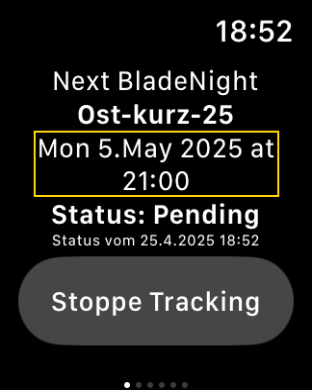 18:52
Next BladeNight
Ost-kurz-25
Mon 5.May 2025 at
21:00
Status: Pending
Status vom 25.4.2025 18:52
Stoppe Tracking